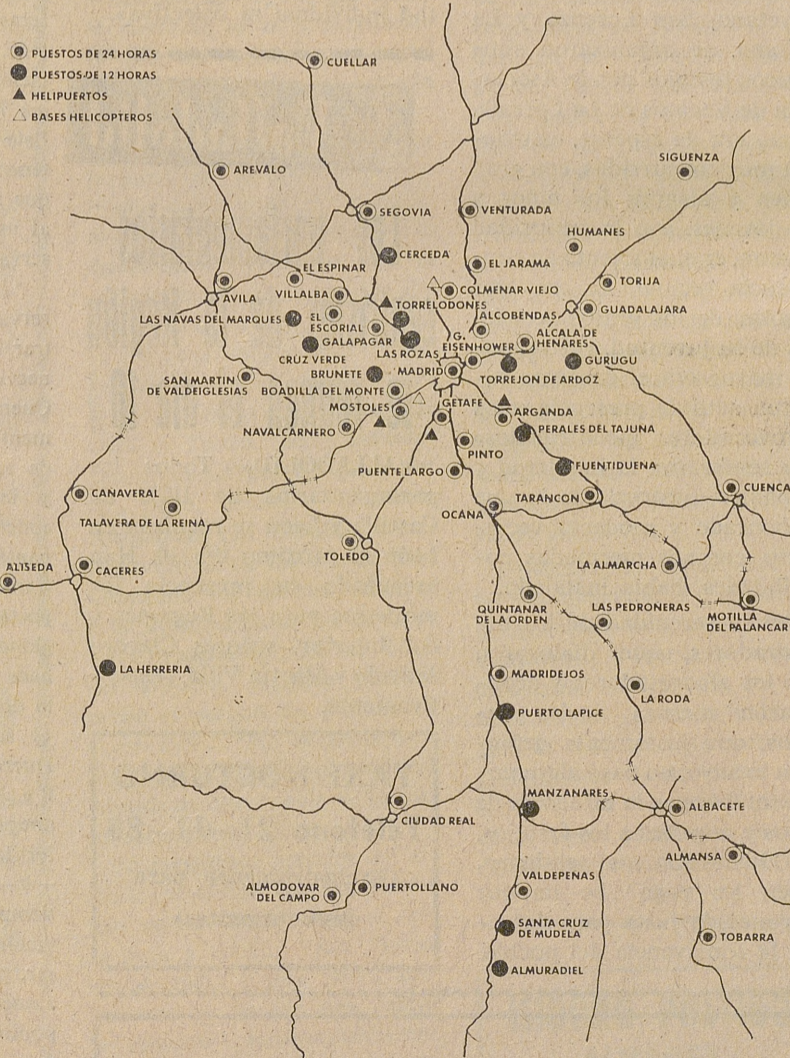 PUESTOS DE 24 HORAS
PUESTOS DE 12 HORAS
HELIPUERTOS
BASES HELICOPTEROS
CUELLAR
SIGUENZA
AREVALO
SEGOVIA
VENTURADA
HUMANES
CERCEDA
EL JARAMA
EL ESPINAR
TORIJA
AVILA
VILLALBA
COLMENAR VIEJO
TORRELODONES
GUADALAJARA
LAS NAVAS DEL MARQUES
EL
ESCORIAL
ALCOBENDAS
GALAPAGAR
G.
EISENHOWER
ALCALA DE
HENARES
CRUZ VERDE
LAS ROZAS
GURUGU
BRUNETE
MADRID
TORREJON DE ARDOZ
SAN MARTIN
DE VALDEIGLESIAS
BOADILLA DEL MONTE
MOSTOLES
GETAFE
ARGANDA
NAVALCARNERO
PERALES DEL TAJUNA
PINTO
PUENTE LARGO
FUENTIDUENA
CAÑAVERAL
TARANCON
CUENCA
TALAVERA DE LA REINA
OCAÑA
TOLEDO
ALISEDA
CACERES
LA ALMARCHA
QUINTANAR
DE LA ORDEN
LAS PEDRONERAS
MOTILLA
DEL PALANCAR
LA HERRERIA
MADRIDEJOS
LA RODA
PUERTO LAPICE
MANZANARES
ALBACETE
CIUDAD REAL
ALMANSA
ALMODOVAR
DEL CAMPO
PUERTOLLANO
VALDEPEÑAS
SANTA CRUZ
DE MUDELA
TOBARRA
ALMURADIEL